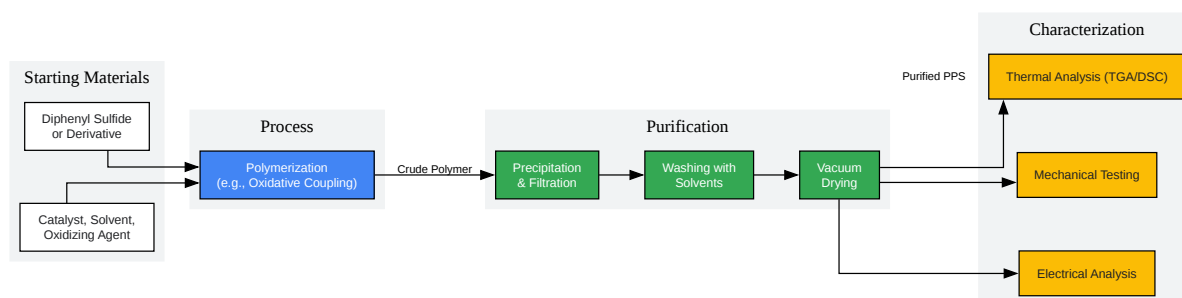 Starting Materials
Diphenyl Sulfide
or Derivative
Catalyst, Solvent,
Oxidizing Agent
Process
Polymerization
(e.g., Oxidative Coupling)
Crude Polymer
Purification
Precipitation
& Filtration
Washing with
Solvents
Vacuum
Drying
Purified PPS
Characterization
Thermal Analysis (TGA/DSC)
Mechanical Testing
Electrical Analysis